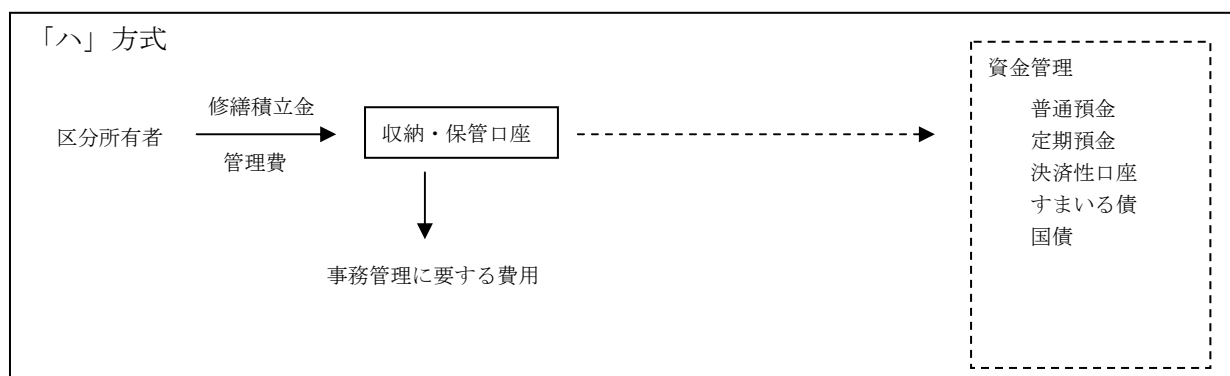 「ハ」方式
修繕積立金
区分所有者
管理費
収納・保管口座
事務管理に要する費用
資金管理
普通預金
定期預金
決済性口座
すまいる債
国債